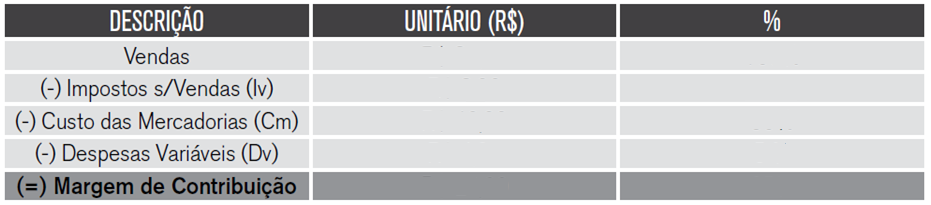 DESCRIÇÃO UNITÁRIO (R$) %
Vendas
(-) Impostos s/Vendas (Iv)
(-) Custo das Mercadorias (Cm)
(-) Despesas Variáveis (Dv)
(=) Margem de Contribuição